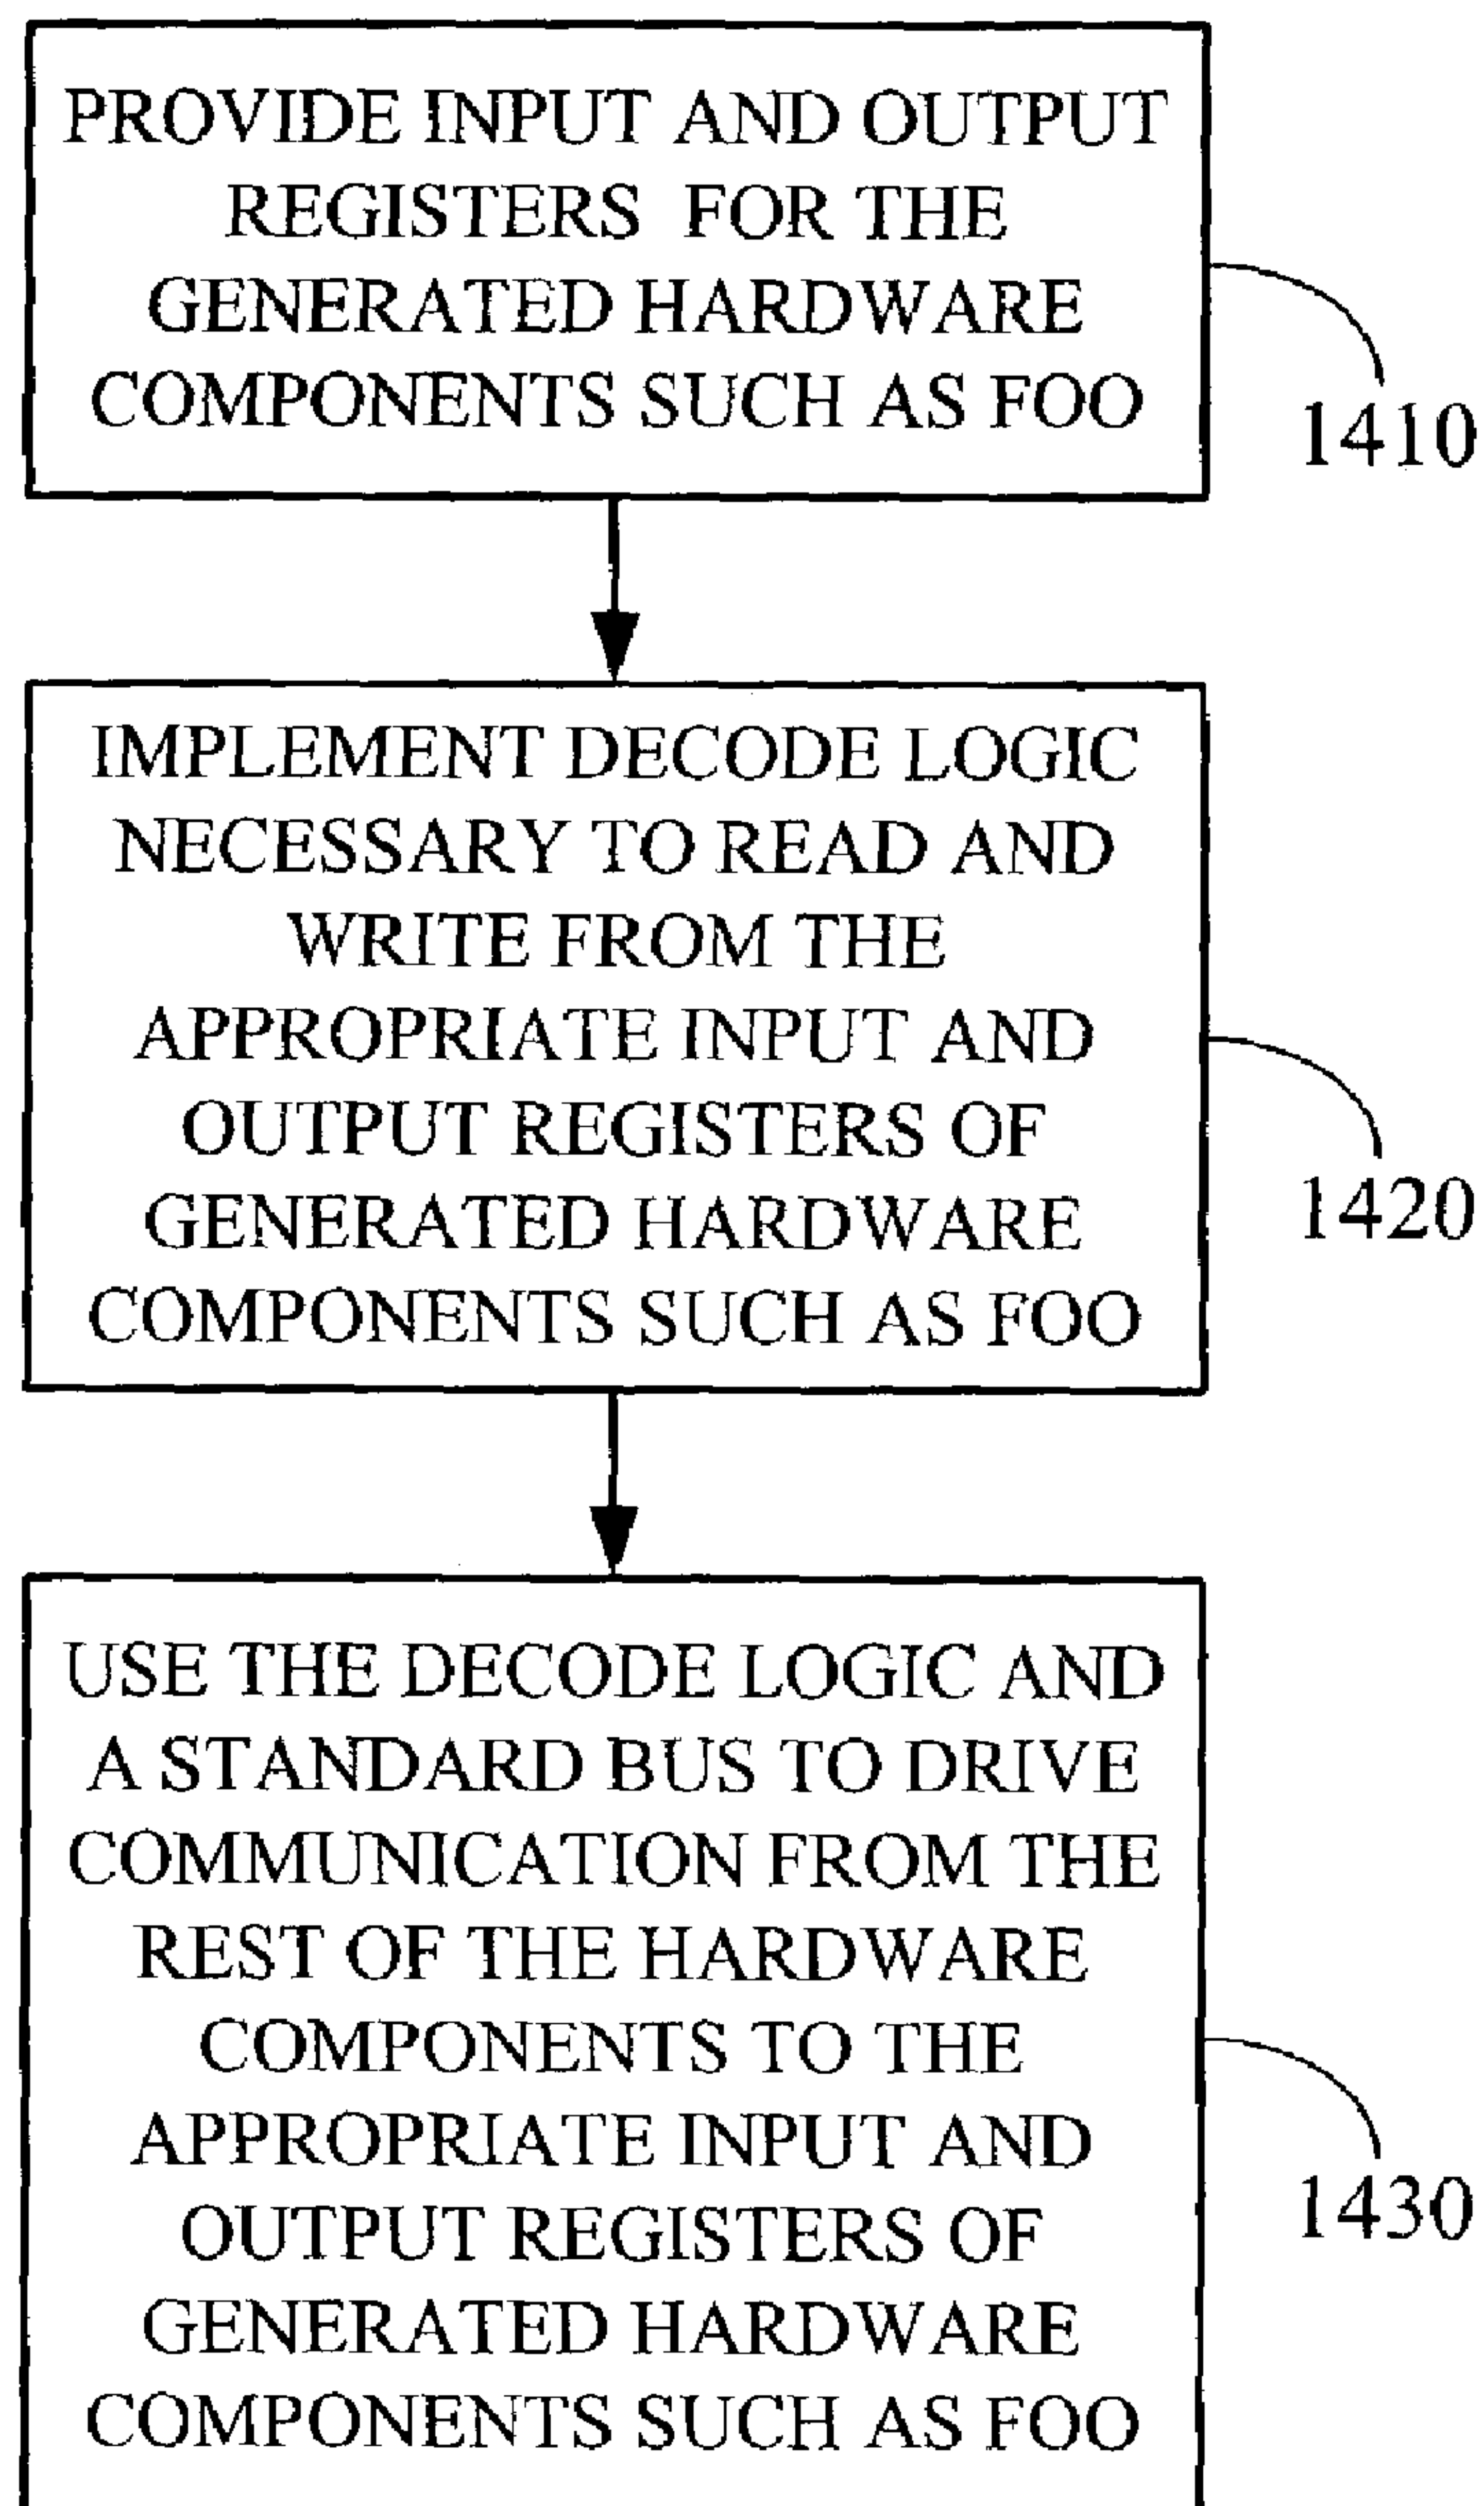 PROVIDE INPUT AND OUTPUT
REGISTERS FOR THE
GENERATED HARDWARE
COMPONENTS SUCH AS FOO
1410
IMPLEMENT DECODE LOGIC
NECESSARY TO READ AND
WRITE FROM THE
APPROPRIATE INPUT AND
OUTPUT REGISTERS OF
GENERATED HARDWARE
COMPONENTS SUCH AS FOO
1420
USE THE DECODE LOGIC AND
A STANDARD BUS TO DRIVE
COMMUNICATION FROM THE
REST OF THE HARDWARE
COMPONENTS TO THE
APPROPRIATE INPUT AND
OUTPUT REGISTERS OF
GENERATED HARDWARE
COMPONENTS SUCH AS FOO
1430